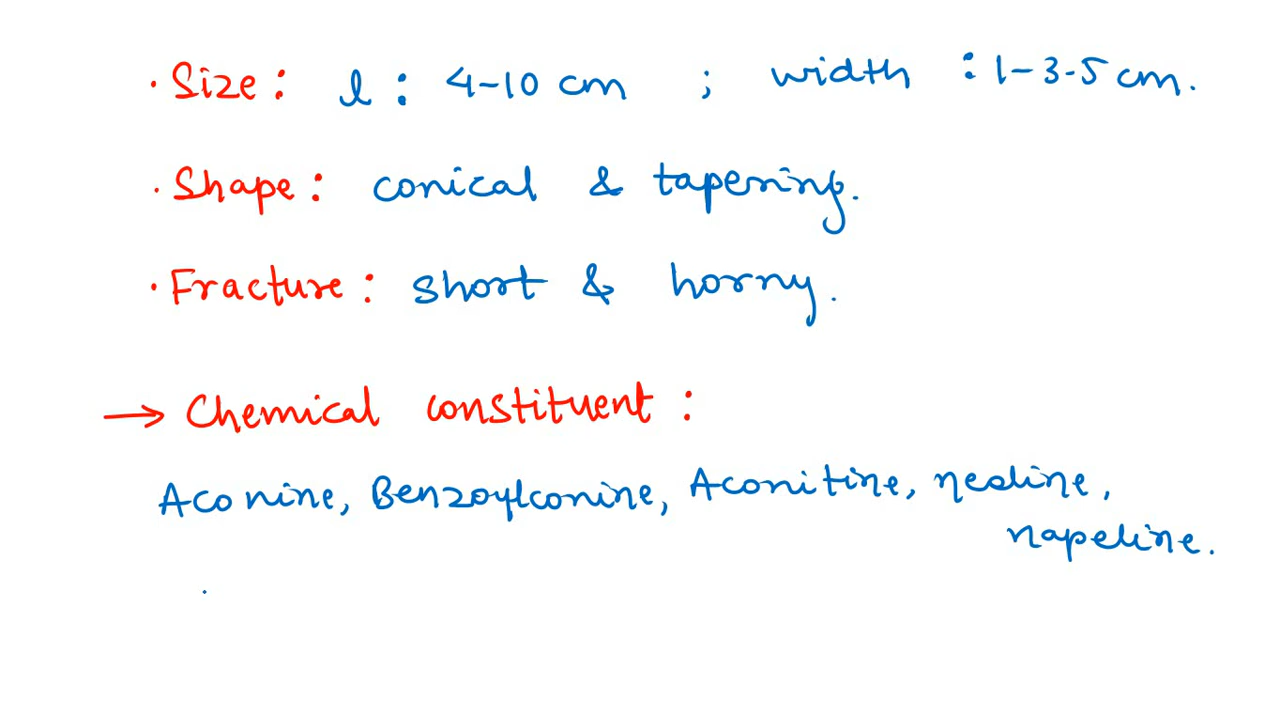 · Size: l : 4-10 cm ; width : 1-3.5 cm.
· Shape: conical & tapering.
· Fracture: short & horny.
→ Chemical constituent :
Aconine, Benzoylconine, Aconitine, neoline,
napeline.